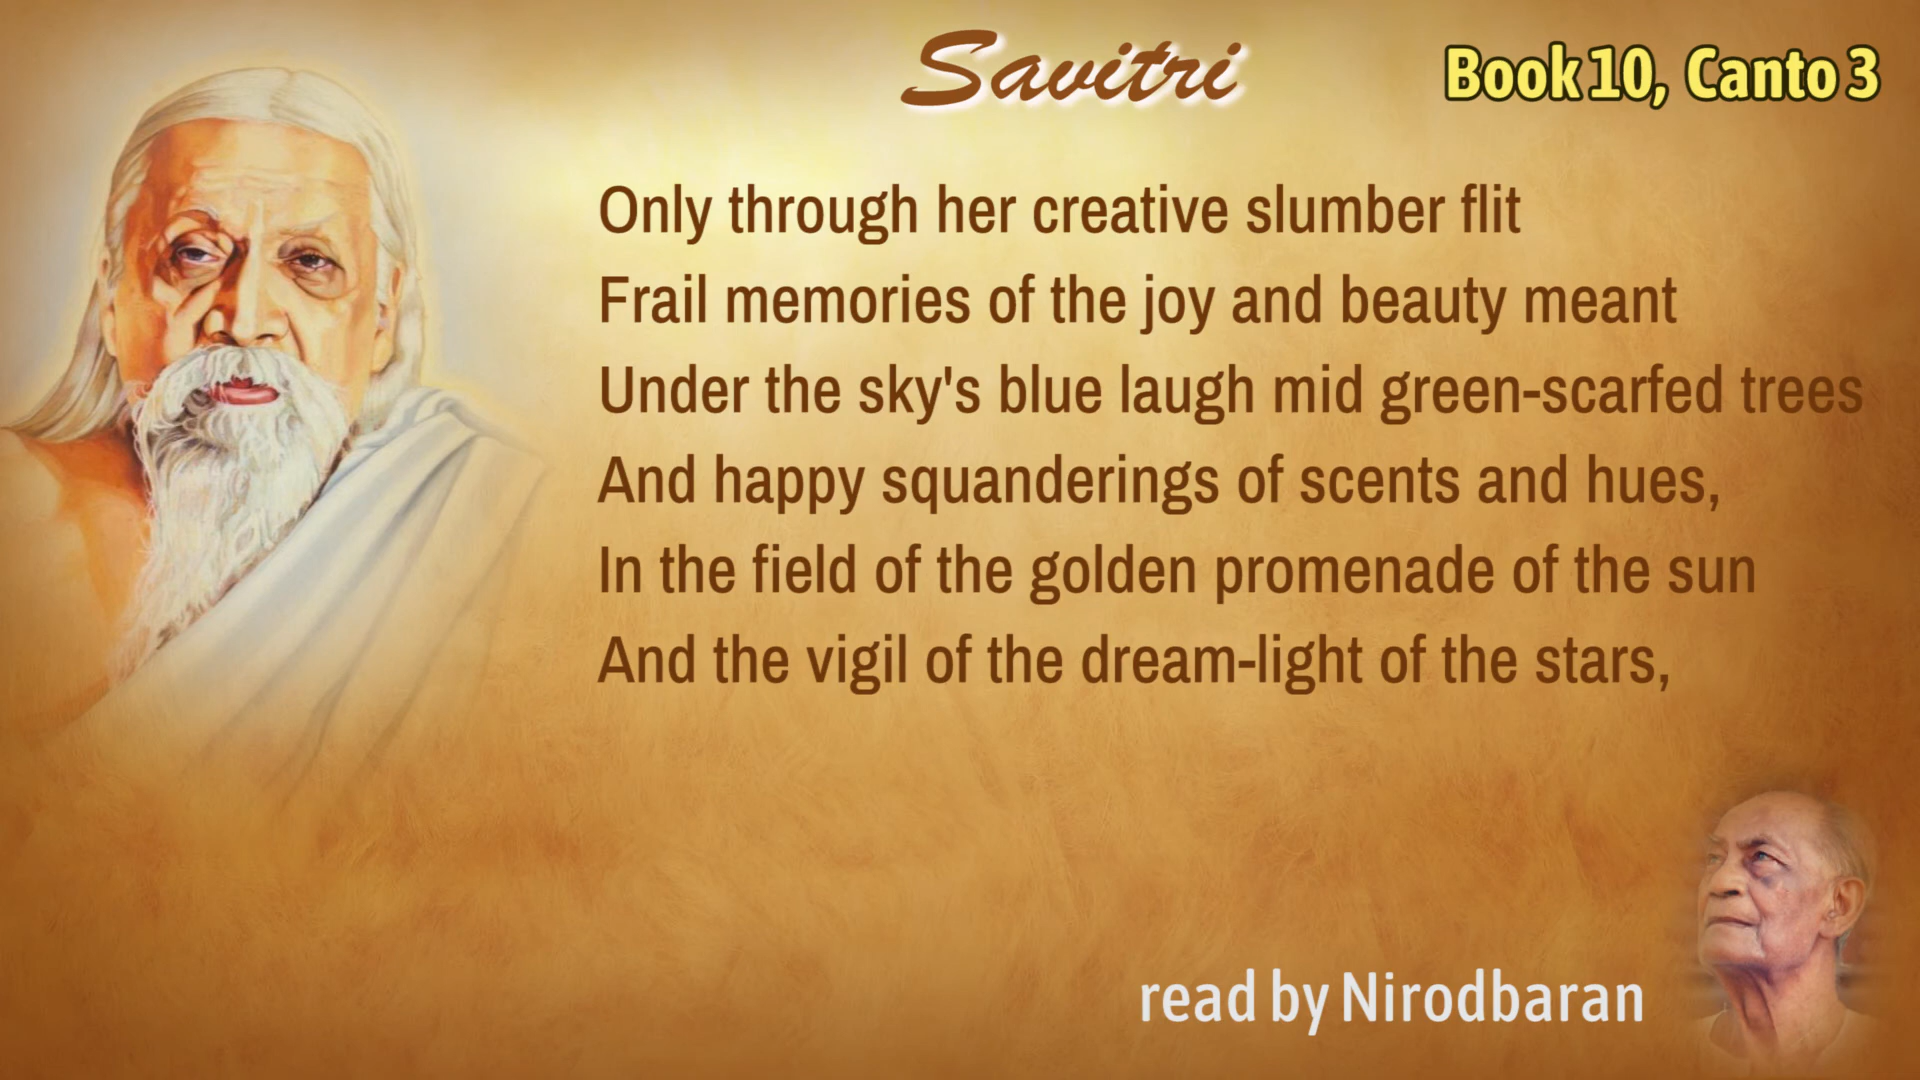 Savitri
Book 10, Canto 3
Only through her creative slumber flit
Frail memories of the joy and beauty meant
Under the sky's blue laugh mid green-scarfed trees
And happy squanderings of scents and hues,
In the field of the golden promenade of the sun
And the vigil of the dream-light of the stars,
read by Nirodbaran